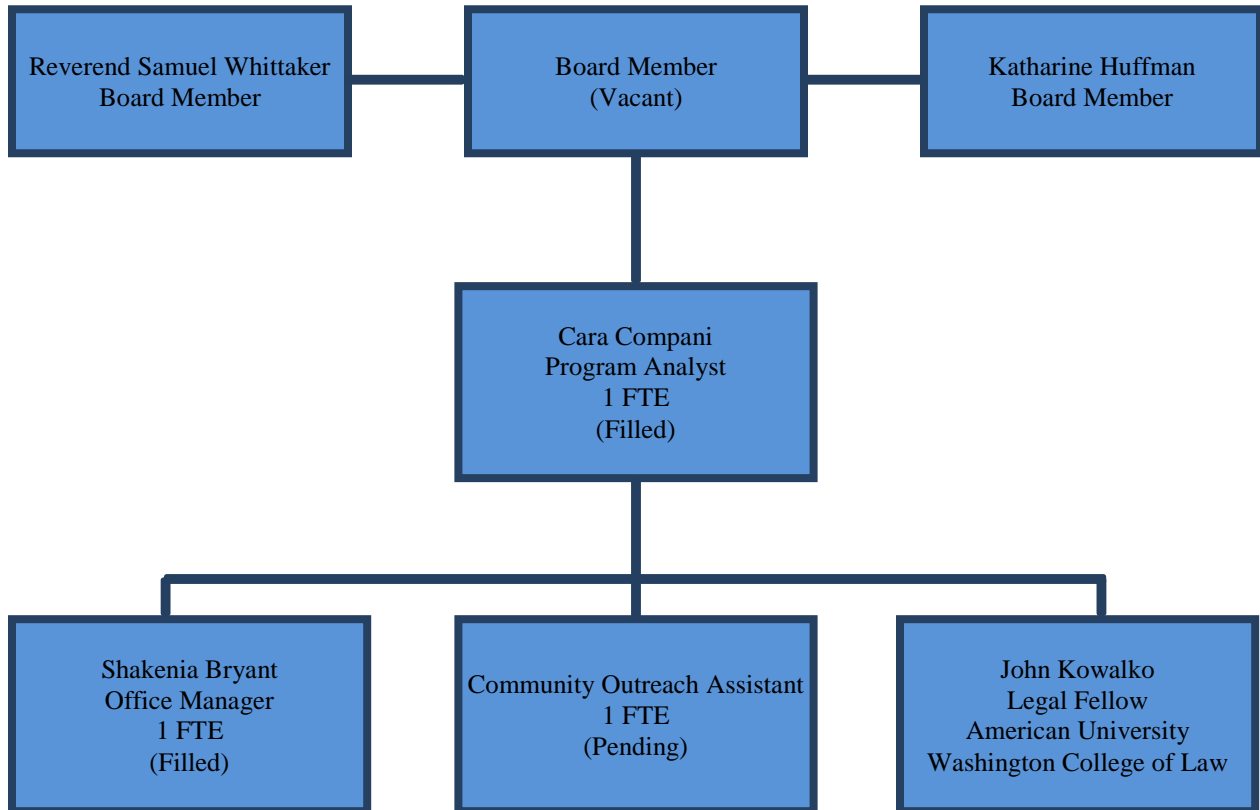 Reverend Samuel Whittaker
Board Member
Board Member
(Vacant)
Katharine Huffman
Board Member
Cara Compani
Program Analyst
1 FTE
(Filled)
Shakenia Bryant
Office Manager
1 FTE
(Filled)
Community Outreach Assistant
1 FTE
(Pending)
John Kowalko
Legal Fellow
American University
Washington College of Law